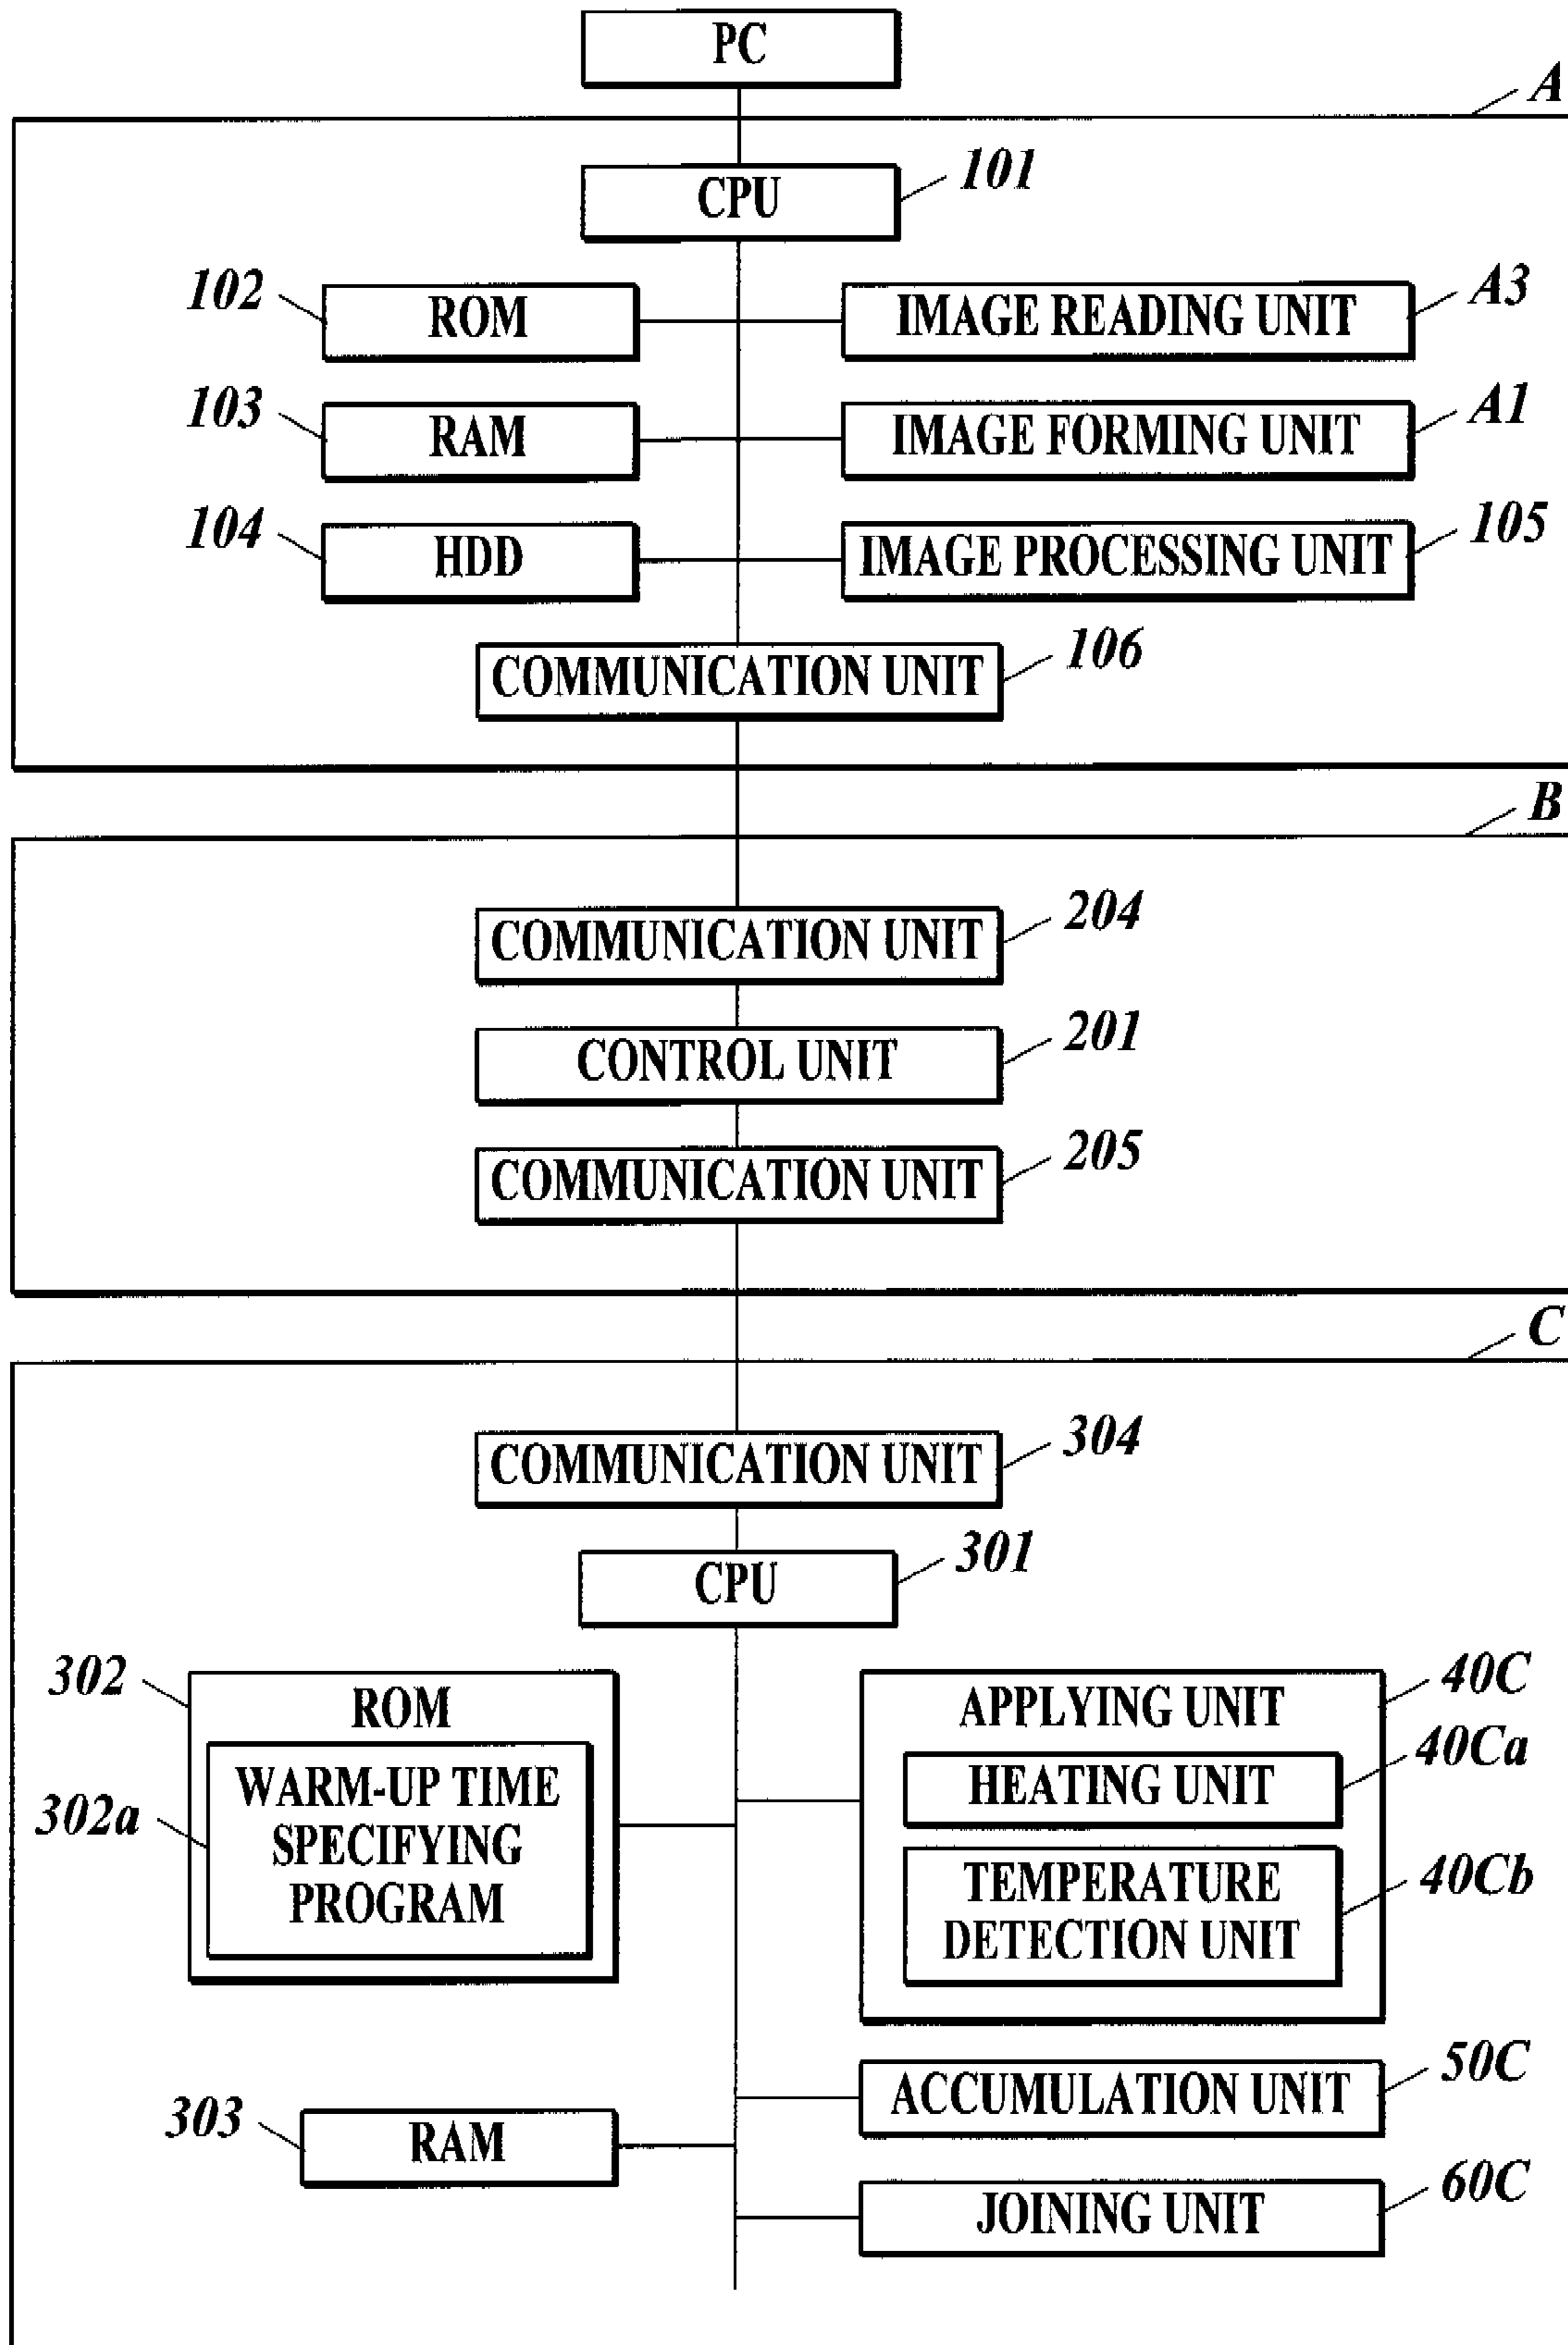 PC
A
CPU
101
102
ROM
IMAGE READING UNIT
A3
103
RAM
IMAGE FORMING UNIT
A1
104
HDD
IMAGE PROCESSING UNIT
105
COMMUNICATION UNIT
106
B
COMMUNICATION UNIT
204
CONTROL UNIT
201
COMMUNICATION UNIT
205
C
COMMUNICATION UNIT
304
CPU
301
302
ROM
302a
WARM-UP TIME
SPECIFYING
PROGRAM
APPLYING UNIT
40C
HEATING UNIT
40Ca
TEMPERATURE
DETECTION UNIT
40Cb
ACCUMULATION UNIT
50C
303
RAM
JOINING UNIT
60C